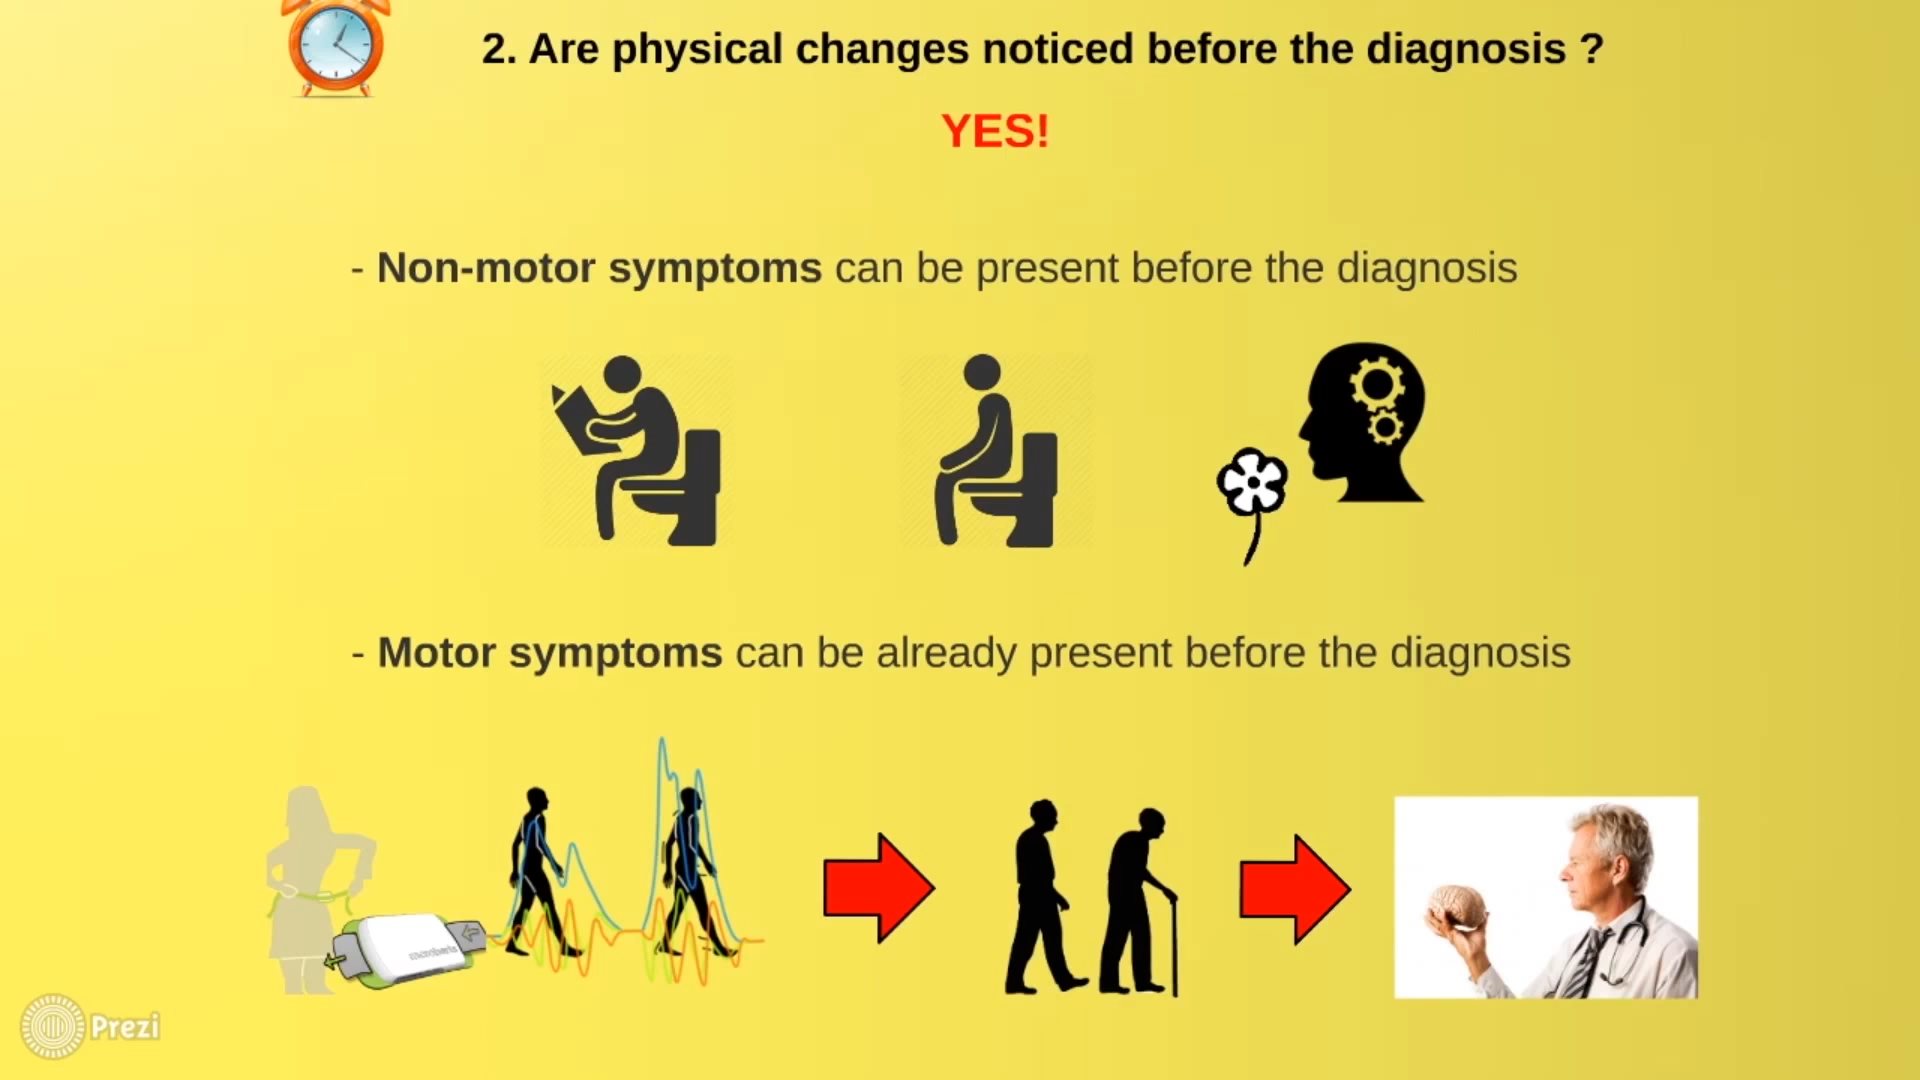 2. Are physical changes noticed before the diagnosis ?
YES!
- Non-motor symptoms can be present before the diagnosis
- Motor symptoms can be already present before the diagnosis
Prezi